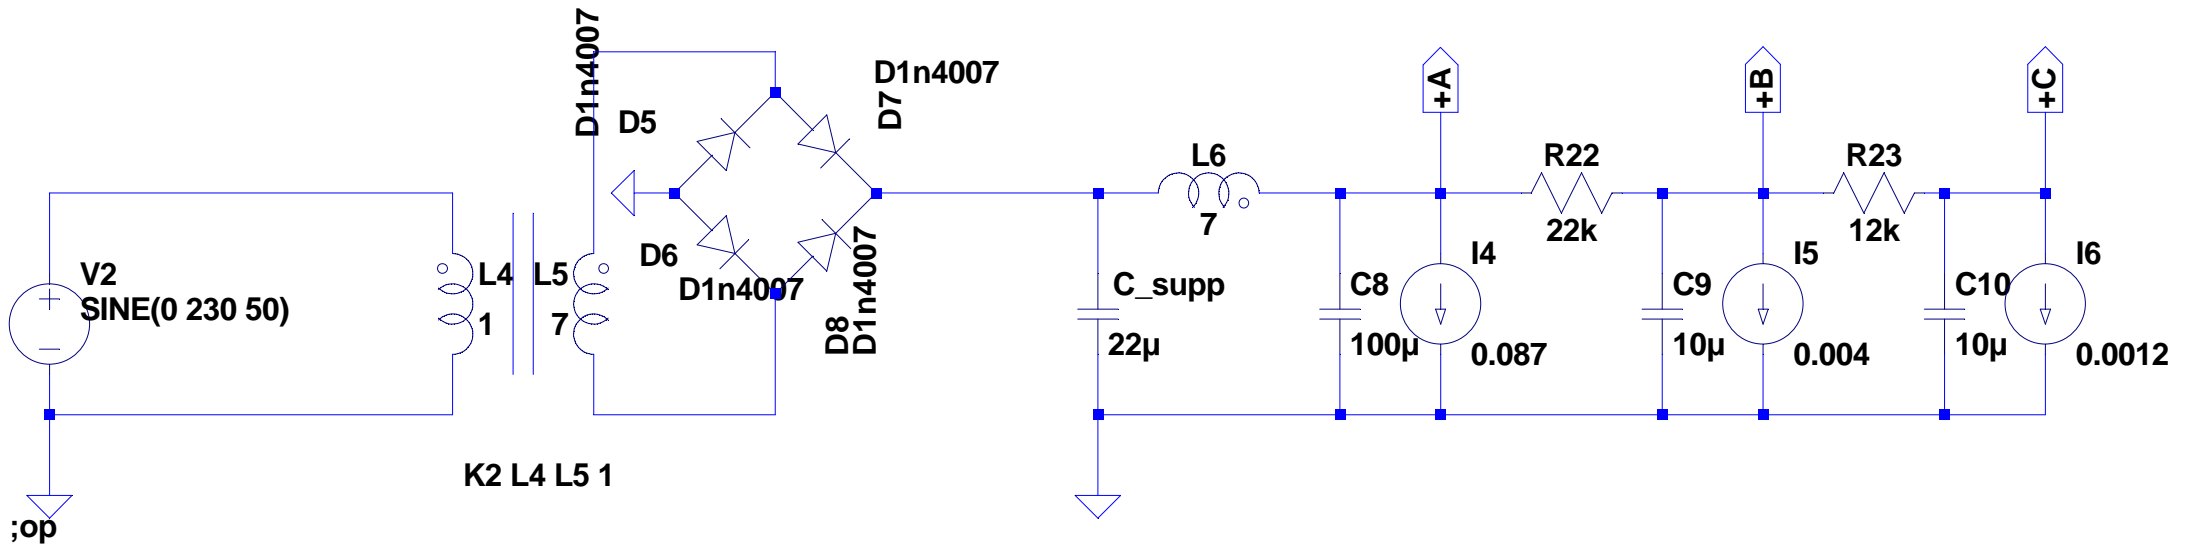 D1n4007
D1n4007
D5
D7
+A
+B
+C
L6
7
R22
22k
R23
12k
V2
SINE(0 230 50)
L4
1
L5
7
D6
D1n4007
D8
D1n4007
C_supp
22µ
C8
100µ
I4
0.087
C9
10µ
I5
0.004
C10
10µ
I6
0.0012
K2 L4 L5 1
;op